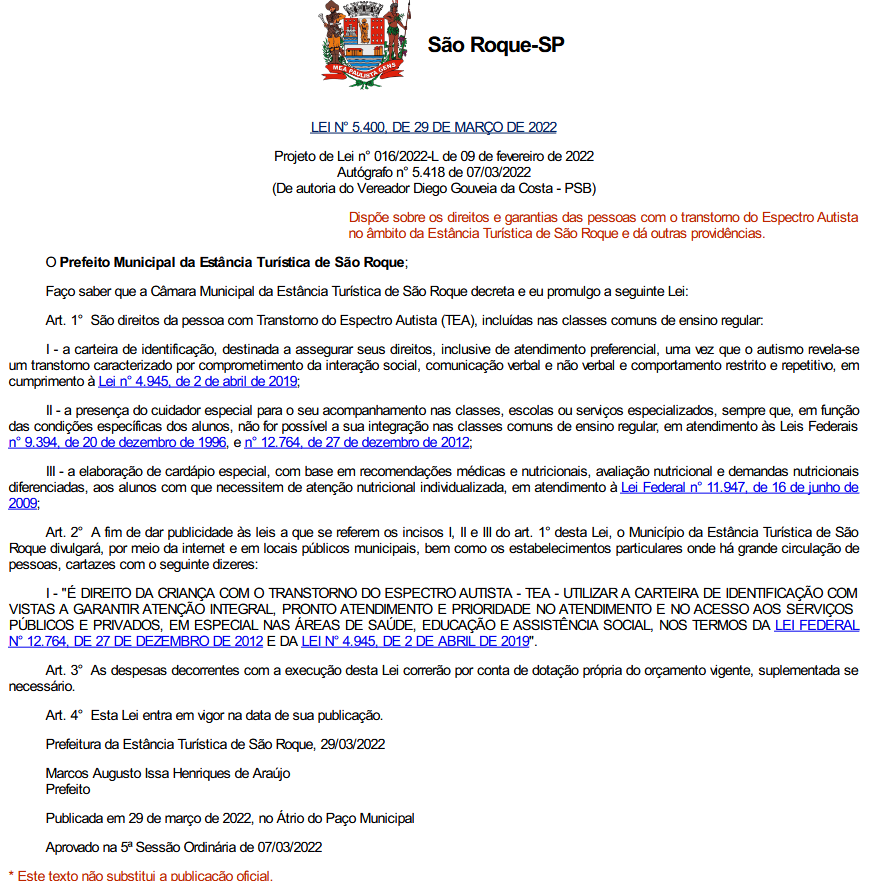 MEA PAULISTA GENS
São Roque-SP
LEI N° 5.400, DE 29 DE MARÇO DE 2022
Projeto de Lei n° 016/2022-L de 09 de fevereiro de 2022
Autógrafo n° 5.418 de 07/03/2022
(De autoria do Vereador Diego Gouveia da Costa - PSB)
Dispõe sobre os direitos e garantias das pessoas com o transtorno do Espectro Autista
no âmbito da Estância Turística de São Roque e dá outras providências.
O Prefeito Municipal da Estância Turística de São Roque;
Faço saber que a Câmara Municipal da Estância Turística de São Roque decreta e eu promulgo a seguinte Lei:
Art. 1° São direitos da pessoa com Transtorno do Espectro Autista (TEA), incluídas nas classes comuns de ensino regular:
I - a carteira de identificação, destinada a assegurar seus direitos, inclusive de atendimento preferencial, uma vez que o autismo revela-se
um transtorno caracterizado por comprometimento da interação social, comunicação verbal e não verbal e comportamento restrito e repetitivo, em
cumprimento à Lei n° 4.945, de 2 de abril de 2019;
II - a presença do cuidador especial para o seu acompanhamento nas classes, escolas ou serviços especializados, sempre que, em função
das condições específicas dos alunos, não for possível a sua integração nas classes comuns de ensino regular, em atendimento às Leis Federais
n° 9.394, de 20 de dezembro de 1996, e n° 12.764, de 27 de dezembro de 2012;
III - a elaboração de cardápio especial, com base em recomendações médicas e nutricionais, avaliação nutricional e demandas nutricionais
diferenciadas, aos alunos com que necessitem de atenção nutricional individualizada, em atendimento à Lei Federal n° 11.947, de 16 de junho de
2009;
Art. 2° A fim de dar publicidade às leis a que se referem os incisos I, II e III do art. 1° desta Lei, o Município da Estância Turística de São
Roque divulgará, por meio da internet e em locais públicos municipais, bem como os estabelecimentos particulares onde há grande circulação de
pessoas, cartazes com o seguinte dizeres:
I - "É DIREITO DA CRIANÇA COM O TRANSTORNO DO ESPECTRO AUTISTA - TEA - UTILIZAR A CARTEIRA DE IDENTIFICAÇÃO COM
VISTAS A GARANTIR ATENÇÃO INTEGRAL, PRONTO ATENDIMENTO E PRIORIDADE NO ATENDIMENTO E NO ACESSO AOS SERVIÇOS
PÚBLICOS E PRIVADOS, EM ESPECIAL NAS ÁREAS DE SAÚDE, EDUCAÇÃO E ASSISTÊNCIA SOCIAL, NOS TERMOS DA LEI FEDERAL
N° 12.764, DE 27 DE DEZEMBRO DE 2012 E DA LEI N° 4.945, DE 2 DE ABRIL DE 2019".
Art. 3° As despesas decorrentes com a execução desta Lei correrão por conta de dotação própria do orçamento vigente, suplementada se
necessário.
Art. 4° Esta Lei entra em vigor na data de sua publicação.
Prefeitura da Estância Turística de São Roque, 29/03/2022
Marcos Augusto Issa Henriques de Araújo
Prefeito
Publicada em 29 de março de 2022, no Átrio do Paço Municipal
Aprovado na 5ª Sessão Ordinária de 07/03/2022
* Este texto não substitui a publicação oficial.